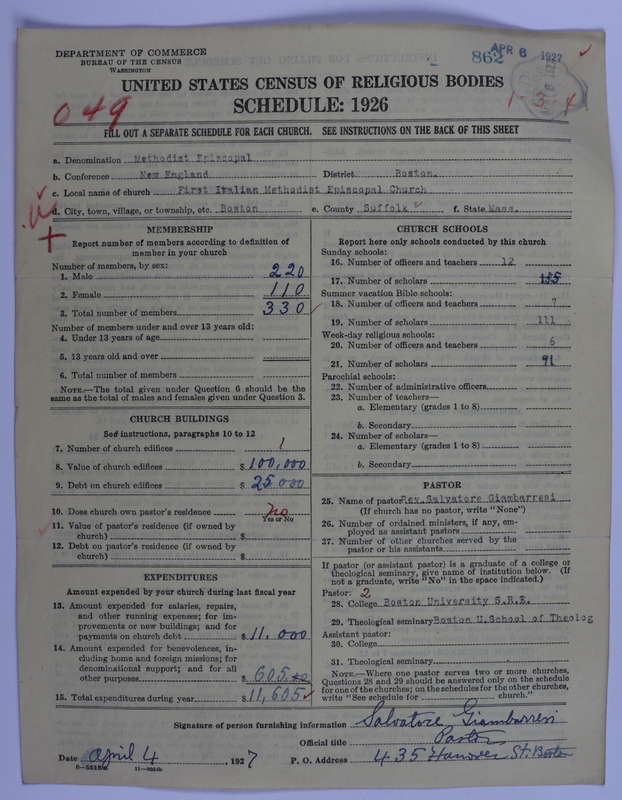 DEPARTMENT OF COMMERCE
BUREAU OF THE CENSUS
WASHINGTON
862 APR 6 1927
UNITED STATES CENSUS OF RELIGIOUS BODIES
SCHEDULE: 1926
049
FILL OUT A SEPARATE SCHEDULE FOR EACH CHURCH. SEE INSTRUCTIONS ON THE BACK OF THIS SHEET
a. Denomination Methodist Episcopal
b. Conference New England District Boston.
c. Local name of church First Italian Methodist Episcopal Church
d. City, town, village, or township, etc. Boston e. County Suffolk f. State Mass.
MEMBERSHIP
Report number of members according to definition of
member in your church
Number of members, by sex:
1. Male 220
2. Female 110
3. Total number of members 330
Number of members under and over 13 years old:
4. Under 13 years of age
5. 13 years old and over
6. Total number of members
NOTE.—The total given under Question 6 should be the
same as the total of males and females given under Question 3.
CHURCH BUILDINGS
See instructions, paragraphs 10 to 12
7. Number of church edifices 1
8. Value of church edifices $ 100,000
9. Debt on church edifices $ 25000
10. Does church own pastor's residence no
Yes or No
11. Value of pastor's residence (if owned by
church) $
12. Debt on pastor's residence (if owned by
church) $
EXPENDITURES
Amount expended by your church during last fiscal year
13. Amount expended for salaries, repairs,
and other running expenses; for im-
provements or new buildings; and for
payments on church debt $ 11,000
14. Amount expended for benevolences, in-
cluding home and foreign missions; for
denominational support; and for all
other purposes $ 605.00
15. Total expenditures during year $ 11,605
CHURCH SCHOOLS
Report here only schools conducted by this church
Sunday schools:
16. Number of officers and teachers 12
17. Number of scholars 135
Summer vacation Bible schools:
18. Number of officers and teachers 7
19. Number of scholars 111
Week-day religious schools:
20. Number of officers and teachers 6
21. Number of scholars 91
Parochial schools:
22. Number of administrative officers
23. Number of teachers—
a. Elementary (grades 1 to 8)
b. Secondary
24. Number of scholars—
a. Elementary (grades 1 to 8)
b. Secondary
PASTOR
25. Name of pastor Rev. Salvatore Giambarresi
(If church has no pastor, write "None")
26. Number of ordained ministers, if any, em-
ployed as assistant pastors
27. Number of other churches served by the
pastor or his assistants
If pastor (or assistant pastor) is a graduate of a college or
theological seminary, give name of institution below. (If
not a graduate, write "No" in the space indicated.)
Pastor: 2
28. College Boston University S.R.E.
29. Theological seminary Boston U.School of Theolog
Assistant pastor:
30. College
31. Theological seminary
NOTE.—Where one pastor serves two or more churches,
Questions 28 and 29 should be answered only on the schedule
for one of the churches; on the schedules for the other churches,
write "See schedule for church."
Signature of person furnishing information Salvatore Giambarresi
Official title Pastor
Date April 4, 1927 P. O. Address 435 Hanover St. Boston